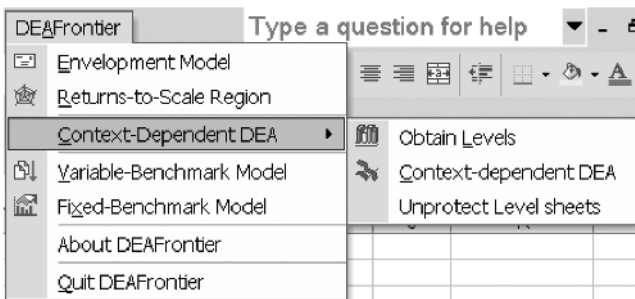 DEAFrontier
Type a question for help
Envelopment Model
Returns-to-Scale Region
Context-Dependent DEA
Obtain Levels
Variable-Benchmark Model
Context-dependent DEA
Fixed-Benchmark Model
Unprotect Level sheets
About DEAFrontier
Quit DEAFrontier